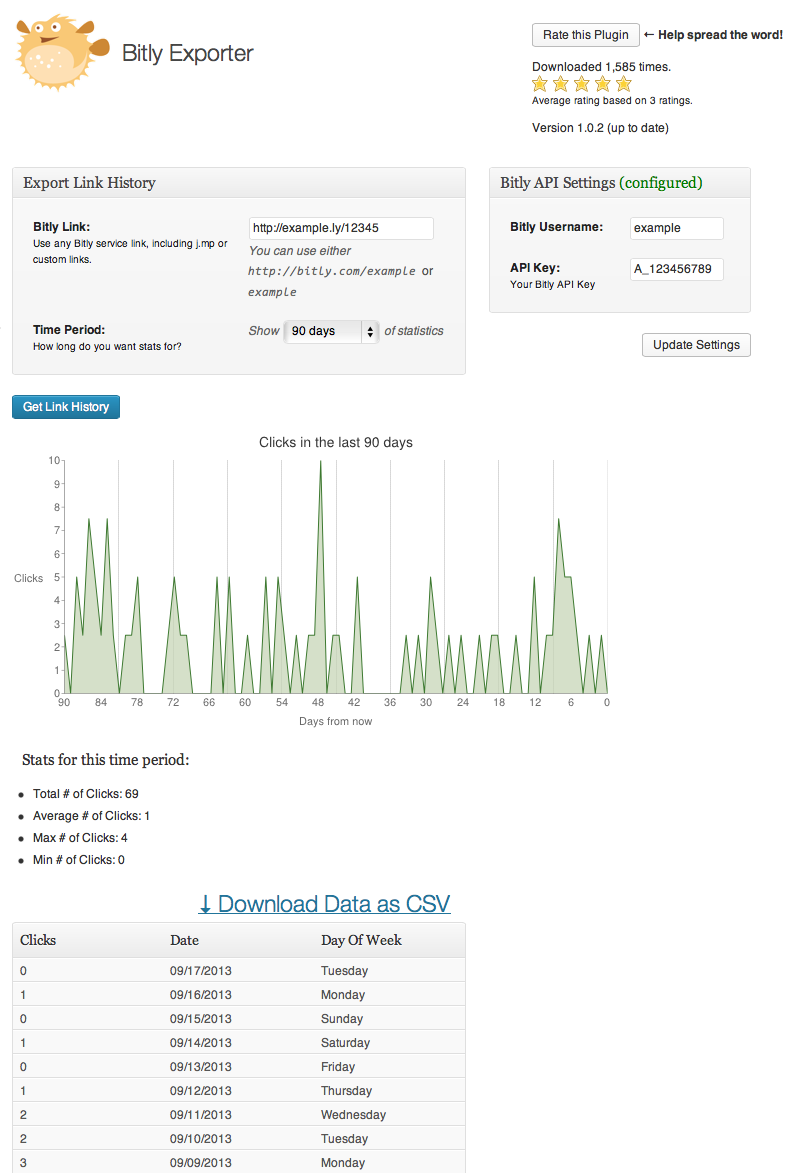 Bitly Exporter
Rate this Plugin ← Help spread the word!
Downloaded 1,585 times.
Average rating based on 3 ratings.
Version 1.0.2 (up to date)
Export Link History
Bitly Link:
Use any Bitly service link, including j.mp or
custom links.
http://example.ly/12345
You can use either
http://bitly.com/example or
example
Time Period:
How long do you want stats for?
Show 90 days of statistics
Bitly API Settings (configured)
Bitly Username: example
API Key: A_123456789
Your Bitly API Key
Update Settings
Get Link History
Clicks in the last 90 days
10
9
8
7
6
Clicks 5
4
3
2
1
0
90 84 78 72 66 60 54 48 42 36 30 24 18 12 6 0
Days from now
Stats for this time period:
Total # of Clicks: 69
Average # of Clicks: 1
Max # of Clicks: 4
Min # of Clicks: 0
↓ Download Data as CSV
Clicks Date Day Of Week
0 09/17/2013 Tuesday
1 09/16/2013 Monday
0 09/15/2013 Sunday
1 09/14/2013 Saturday
0 09/13/2013 Friday
1 09/12/2013 Thursday
2 09/11/2013 Wednesday
2 09/10/2013 Tuesday
3 09/09/2013 Monday